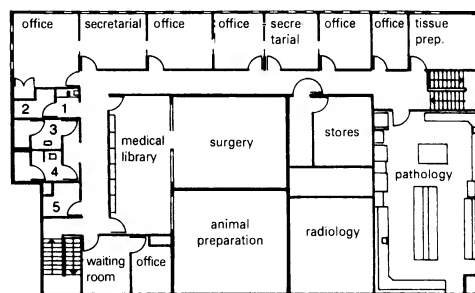 office secretarial office office secre office office tissue
tarial prep.
2 1
3
4
5
medical
library
surgery
stores
pathology
animal
preparation
radiology
waiting
room
office